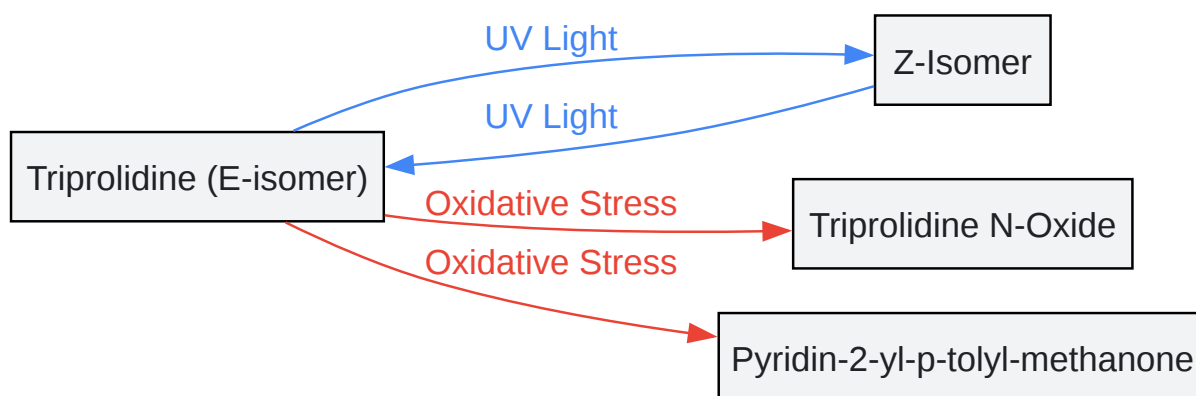 UV Light
Z-Isomer
UV Light
Triprolidine (E-isomer)
Oxidative Stress
Triprolidine N-Oxide
Oxidative Stress
Pyridin-2-yl-p-tolyl-methanone